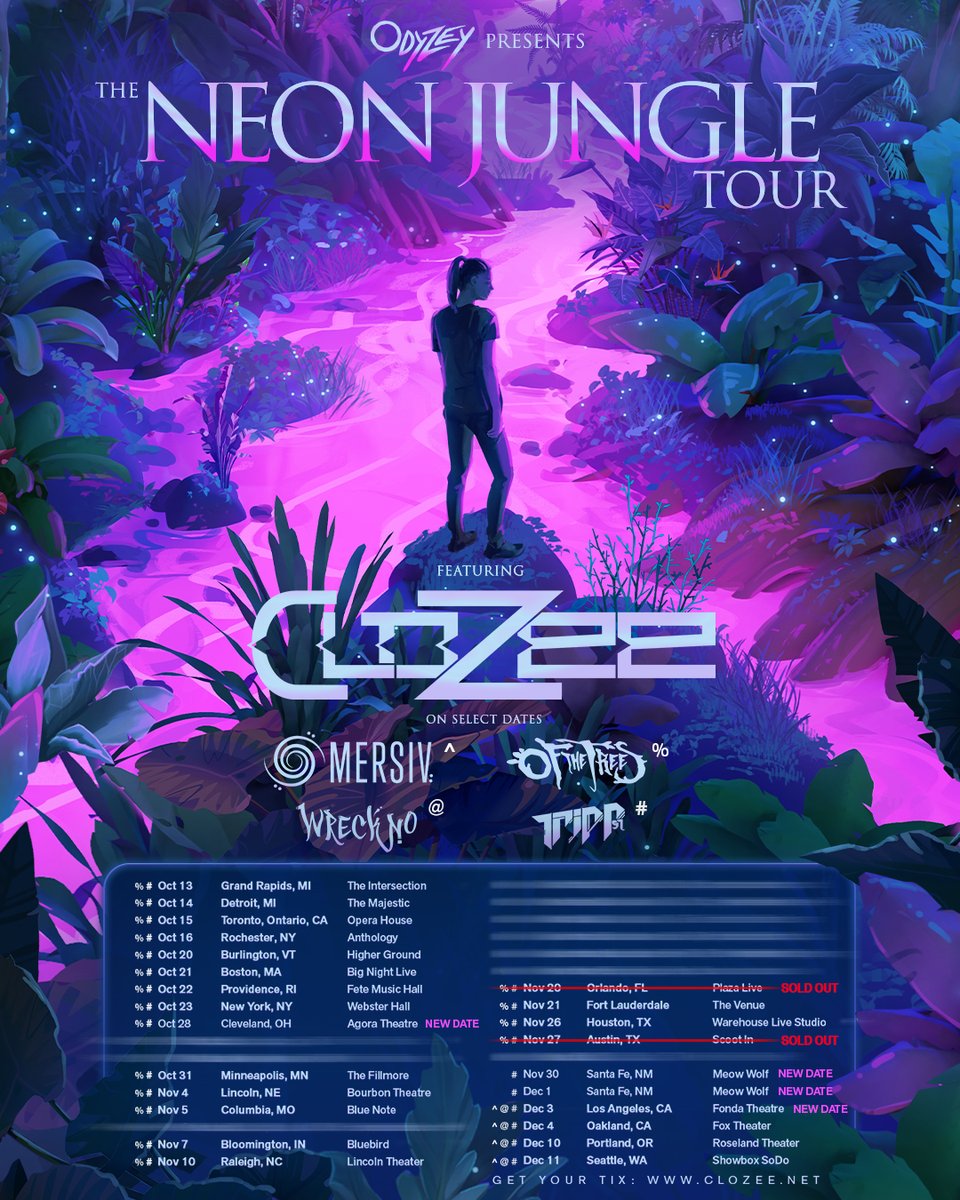 ODYZEY PRESENTS
THE NEON JUNGLE
TOUR
FEATURING
CLOZEE
ON SELECT DATES
MERSIV ^
OF THE TREES %
WRECKNO @
TRIPP ST #
% # Oct 13 Grand Rapids, MI The Intersection
% # Oct 14 Detroit, MI The Majestic
% # Oct 15 Toronto, Ontario, CA Opera House
% # Oct 16 Rochester, NY Anthology
% # Oct 20 Burlington, VT Higher Ground
% # Oct 21 Boston, MA Big Night Live
% # Oct 22 Providence, RI Fete Music Hall
% # Oct 23 New York, NY Webster Hall
% # Oct 28 Cleveland, OH Agora Theatre NEW DATE
% # Oct 31 Minneapolis, MN The Fillmore
% # Nov 4 Lincoln, NE Bourbon Theatre
% # Nov 5 Columbia, MO Blue Note
% # Nov 7 Bloomington, IN Bluebird
% # Nov 10 Raleigh, NC Lincoln Theater
% # Nov 20 Orlando, FL Plaza Live SOLD OUT
% # Nov 21 Fort Lauderdale The Venue
% # Nov 26 Houston, TX Warehouse Live Studio
% # Nov 27 Austin, TX Scoot In SOLD OUT
# Nov 30 Santa Fe, NM Meow Wolf NEW DATE
# Dec 1 Santa Fe, NM Meow Wolf NEW DATE
^ @ # Dec 3 Los Angeles, CA Fonda Theatre NEW DATE
^ @ # Dec 4 Oakland, CA Fox Theater
^ @ # Dec 10 Portland, OR Roseland Theater
^ @ # Dec 11 Seattle, WA Showbox SoDo
GET YOUR TIX: WWW.CLOZEE.NET